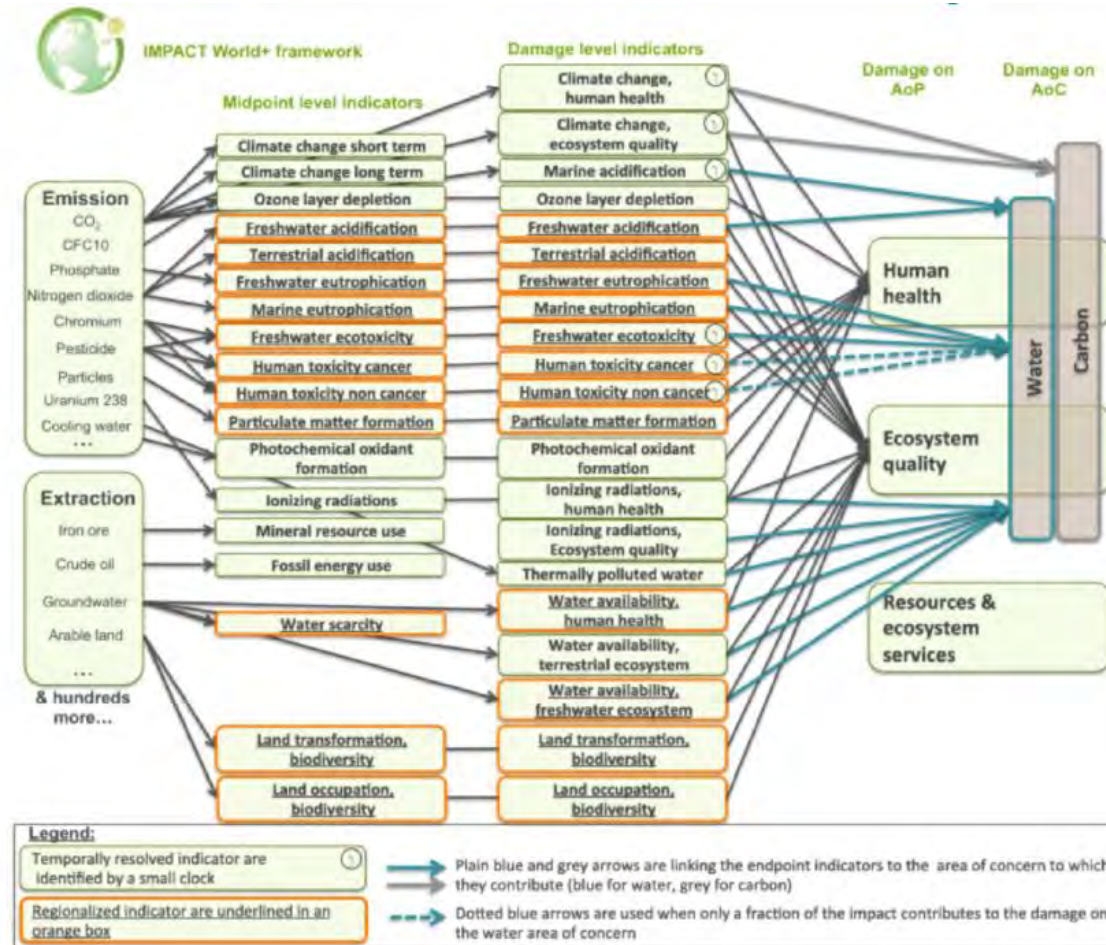 IMPACT World+ framework
Midpoint level indicators
Damage level indicators
Damage on
AoP
Damage on
AoC
Emission
CO₂
CFC10
Phosphate
Nitrogen dioxide
Chromium
Pesticide
Particles
Uranium 238
Cooling water
...
Extraction
Iron ore
Crude oil
Groundwater
Arable land
...
& hundreds
more...
Climate change short term
Climate change long term
Ozone layer depletion
Freshwater acidification
Terrestrial acidification
Freshwater eutrophication
Marine eutrophication
Freshwater ecotoxicity
Human toxicity cancer
Human toxicity non cancer
Particulate matter formation
Photochemical oxidant
formation
Ionizing radiations
Mineral resource use
Fossil energy use
Water scarcity
Land transformation,
biodiversity
Land occupation,
biodiversity
Climate change,
human health
Climate change,
ecosystem quality
Marine acidification
Ozone layer depletion
Freshwater acidification
Terrestrial acidification
Freshwater eutrophication
Marine eutrophication
Freshwater ecotoxicity
Human toxicity cancer
Human toxicity non cancer
Particulate matter formation
Photochemical oxidant
formation
Ionizing radiations,
human health
Ionizing radiations,
Ecosystem quality
Thermally polluted water
Water availability,
human health
Water availability,
terrestrial ecosystem
Water availability,
freshwater ecosystem
Land transformation,
biodiversity
Land occupation,
biodiversity
Human
health
Ecosystem
quality
Resources &
ecosystem
services
Water
Carbon
Legend:
Temporally resolved indicator are
identified by a small clock
Regionalized indicator are underlined in an
orange box
Plain blue and grey arrows are linking the endpoint indicators to the area of concern to which
they contribute (blue for water, grey for carbon)
Dotted blue arrows are used when only a fraction of the impact contributes to the damage on
the water area of concern